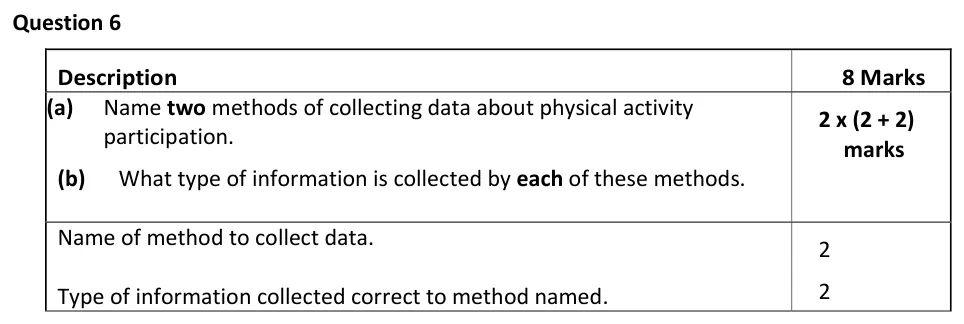 Question 6
Description
8 Marks
(a) Name two methods of collecting data about physical activity
participation.
2 x (2 + 2)
marks
(b) What type of information is collected by each of these methods.
Name of method to collect data.
2
Type of information collected correct to method named.
2